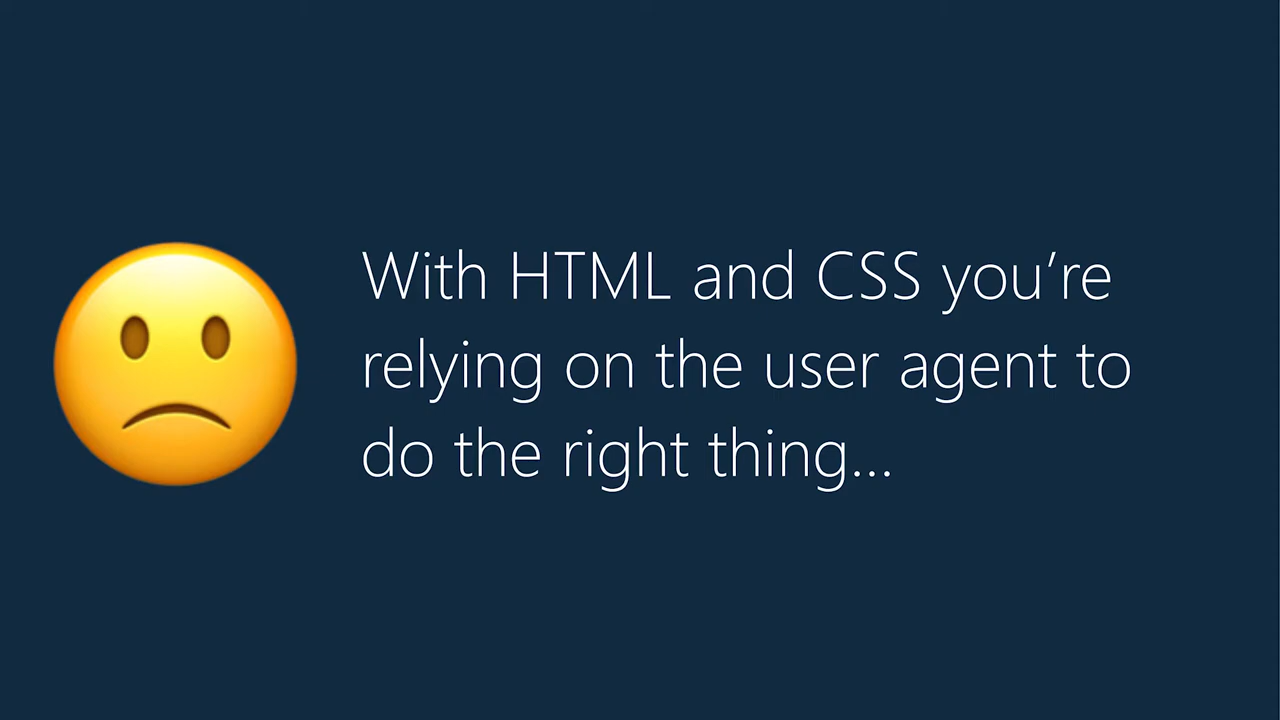 With HTML and CSS you’re
relying on the user agent to
do the right thing...